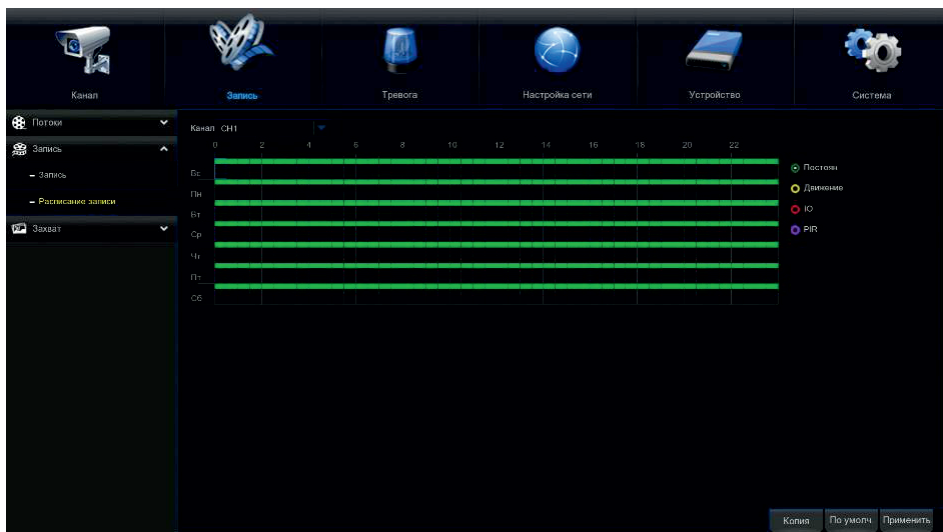 Канал Запись Тревога Настройка сети Устройство Система
Потоки
Запись
Запись
Расписание записи
Захват
Канал CH1
0 2 4 6 8 10 12 14 16 18 20 22
Вс
Пн
Вт
Ср
Чт
Пт
Сб
Постоян
Движение
IO
PIR
Копия По умолч. Применить